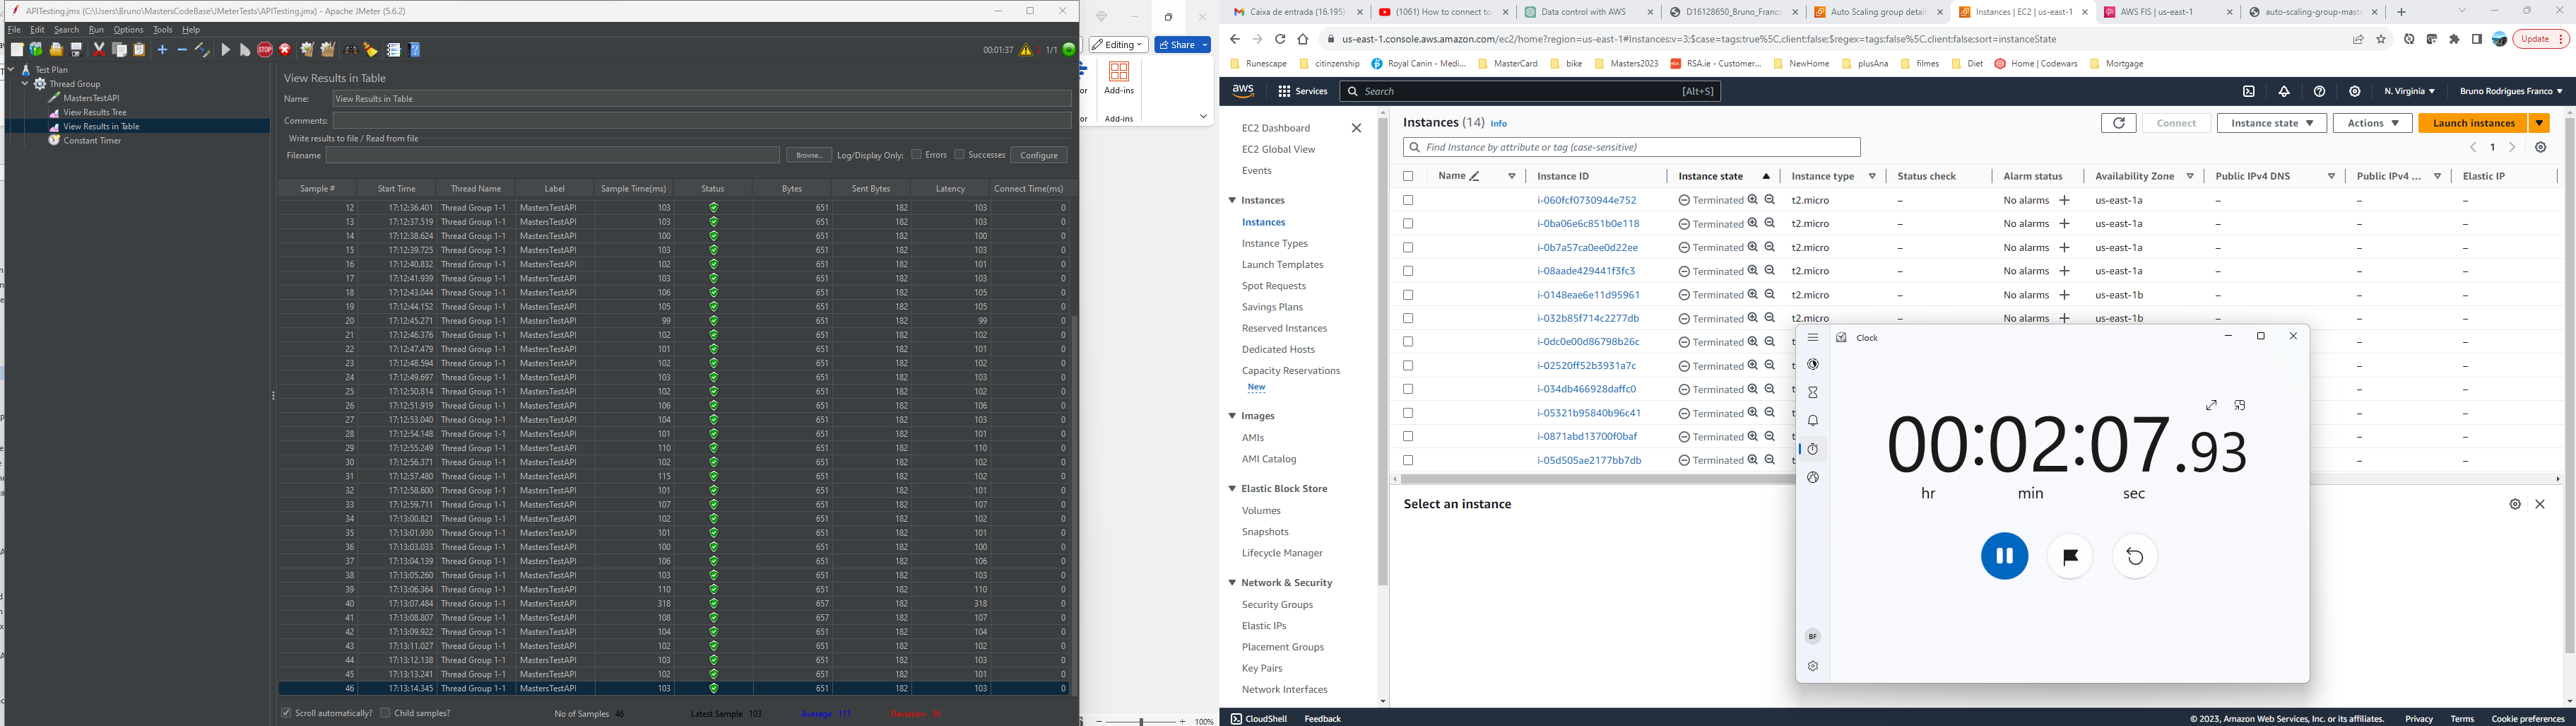 APITesting.jmx (C:\Users\Bruno\MastersCodeBase\JMeterTests\APITesting.jmx) - Apache JMeter (5.6.2)
File Edit Search Run Options Tools Help
00:01:37 2 1/1
Test Plan
Thread Group
MastersTestAPI
View Results Tree
View Results in Table
Constant Timer
View Results in Table
Name: View Results in Table
Comments:
Write results to file / Read from file
Filename Browse... Log/Display Only: Errors Successes Configure
Sample # Start Time Thread Name Label Sample Time(ms) Status Bytes Sent Bytes Latency Connect Time(ms)
12 17:12:36.401 Thread Group 1-1 MastersTestAPI 103 651 182 103 0
13 17:12:37.519 Thread Group 1-1 MastersTestAPI 103 651 182 103 0
14 17:12:38.624 Thread Group 1-1 MastersTestAPI 100 651 182 100 0
15 17:12:39.725 Thread Group 1-1 MastersTestAPI 103 651 182 103 0
16 17:12:40.832 Thread Group 1-1 MastersTestAPI 102 651 182 101 0
17 17:12:41.939 Thread Group 1-1 MastersTestAPI 103 651 182 103 0
18 17:12:43.044 Thread Group 1-1 MastersTestAPI 106 651 182 105 0
19 17:12:44.152 Thread Group 1-1 MastersTestAPI 105 651 182 105 0
20 17:12:45.271 Thread Group 1-1 MastersTestAPI 99 651 182 99 0
21 17:12:46.376 Thread Group 1-1 MastersTestAPI 102 651 182 102 0
22 17:12:47.479 Thread Group 1-1 MastersTestAPI 101 651 182 101 0
23 17:12:48.594 Thread Group 1-1 MastersTestAPI 102 651 182 102 0
24 17:12:49.697 Thread Group 1-1 MastersTestAPI 103 651 182 103 0
25 17:12:50.814 Thread Group 1-1 MastersTestAPI 102 651 182 102 0
26 17:12:51.919 Thread Group 1-1 MastersTestAPI 106 651 182 106 0
27 17:12:53.040 Thread Group 1-1 MastersTestAPI 104 651 182 103 0
28 17:12:54.148 Thread Group 1-1 MastersTestAPI 101 651 182 101 0
29 17:12:55.249 Thread Group 1-1 MastersTestAPI 110 651 182 110 0
30 17:12:56.371 Thread Group 1-1 MastersTestAPI 102 651 182 102 0
31 17:12:57.480 Thread Group 1-1 MastersTestAPI 115 651 182 102 0
32 17:12:58.600 Thread Group 1-1 MastersTestAPI 101 651 182 101 0
33 17:12:59.711 Thread Group 1-1 MastersTestAPI 107 651 182 107 0
34 17:13:00.821 Thread Group 1-1 MastersTestAPI 102 651 182 102 0
35 17:13:01.930 Thread Group 1-1 MastersTestAPI 101 651 182 101 0
36 17:13:03.033 Thread Group 1-1 MastersTestAPI 100 651 182 100 0
37 17:13:04.139 Thread Group 1-1 MastersTestAPI 106 651 182 106 0
38 17:13:05.260 Thread Group 1-1 MastersTestAPI 103 651 182 103 0
39 17:13:06.364 Thread Group 1-1 MastersTestAPI 110 651 182 110 0
40 17:13:07.484 Thread Group 1-1 MastersTestAPI 318 657 182 318 0
41 17:13:08.807 Thread Group 1-1 MastersTestAPI 108 657 182 107 0
42 17:13:09.922 Thread Group 1-1 MastersTestAPI 104 651 182 104 0
43 17:13:11.027 Thread Group 1-1 MastersTestAPI 102 651 182 102 0
44 17:13:12.138 Thread Group 1-1 MastersTestAPI 103 651 182 103 0
45 17:13:13.241 Thread Group 1-1 MastersTestAPI 102 651 182 101 0
46 17:13:14.345 Thread Group 1-1 MastersTestAPI 103 651 182 103 0
Scroll automatically? Child samples? No of Samples 46 Latest Sample 103 Average 111 Deviation
Editing Share
Add-ins
Add-ins
100%
Caixa de entrada (16.195) (1061) How to connect to Data control with AWS D16128650_Bruno_Franco Auto Scaling group detail Instances | EC2 | us-east-1 AWS FIS | us-east-1 auto-scaling-group-maste
us-east-1.console.aws.amazon.com/ec2/home?region=us-east-1#Instances:v=3;$case=tags:true%5C,client:false;$regex=tags:false%5C,client:false;sort=instanceState Update
Runescape citinzenship Royal Canin - Medi... MasterCard bike Masters2023 RSA.ie - Customer... NewHome plusAna filmes Diet Home | Codewars Mortgage
aws Services Search [Alt+S] N. Virginia Bruno Rodrigues Franco
EC2 Dashboard
EC2 Global View
Events
Instances
Instances
Instance Types
Launch Templates
Spot Requests
Savings Plans
Reserved Instances
Dedicated Hosts
Capacity Reservations
New
Images
AMIs
AMI Catalog
Elastic Block Store
Volumes
Snapshots
Lifecycle Manager
Network & Security
Security Groups
Elastic IPs
Placement Groups
Key Pairs
Network Interfaces
Instances (14) Info Connect Instance state Actions Launch instances
Find Instance by attribute or tag (case-sensitive) 1
Name Instance ID Instance state Instance type Status check Alarm status Availability Zone Public IPv4 DNS Public IPv4 ... Elastic IP
i-060fcf0730944e752 Terminated t2.micro – No alarms us-east-1a – – –
i-0ba06e6c851b0e118 Terminated t2.micro – No alarms us-east-1a – – –
i-0b7a57ca0ee0d22ee Terminated t2.micro – No alarms us-east-1a – – –
i-08aade429441f3fc3 Terminated t2.micro – No alarms us-east-1a – – –
i-0148eae6e11d95961 Terminated t2.micro – No alarms us-east-1b – – –
i-032b85f714c2277db Terminated t2.micro – No alarms us-east-1b – – –
i-0dc0e00d86798b26c Terminated – –
i-02520ff52b3931a7c Terminated – –
i-034db466928daffc0 Terminated – –
i-05321b95840b96c41 Terminated – –
i-0871abd13700f0baf Terminated – –
i-05d505ae2177bb7db Terminated – –
Select an instance
Clock
00:02:07.93
hr min sec
BF
CloudShell Feedback © 2023, Amazon Web Services, Inc. or its affiliates. Privacy Terms Cookie preferences